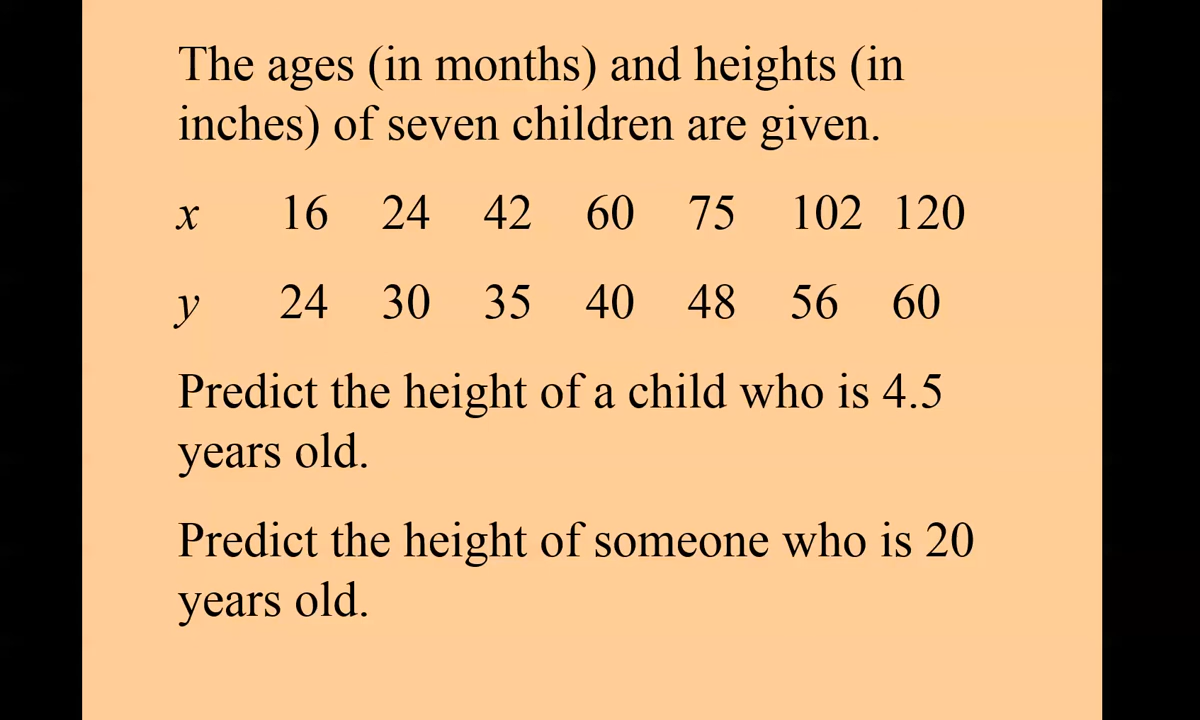 The ages (in months) and heights (in
inches) of seven children are given.
x 16 24 42 60 75 102 120
y 24 30 35 40 48 56 60
Predict the height of a child who is 4.5
years old.
Predict the height of someone who is 20
years old.